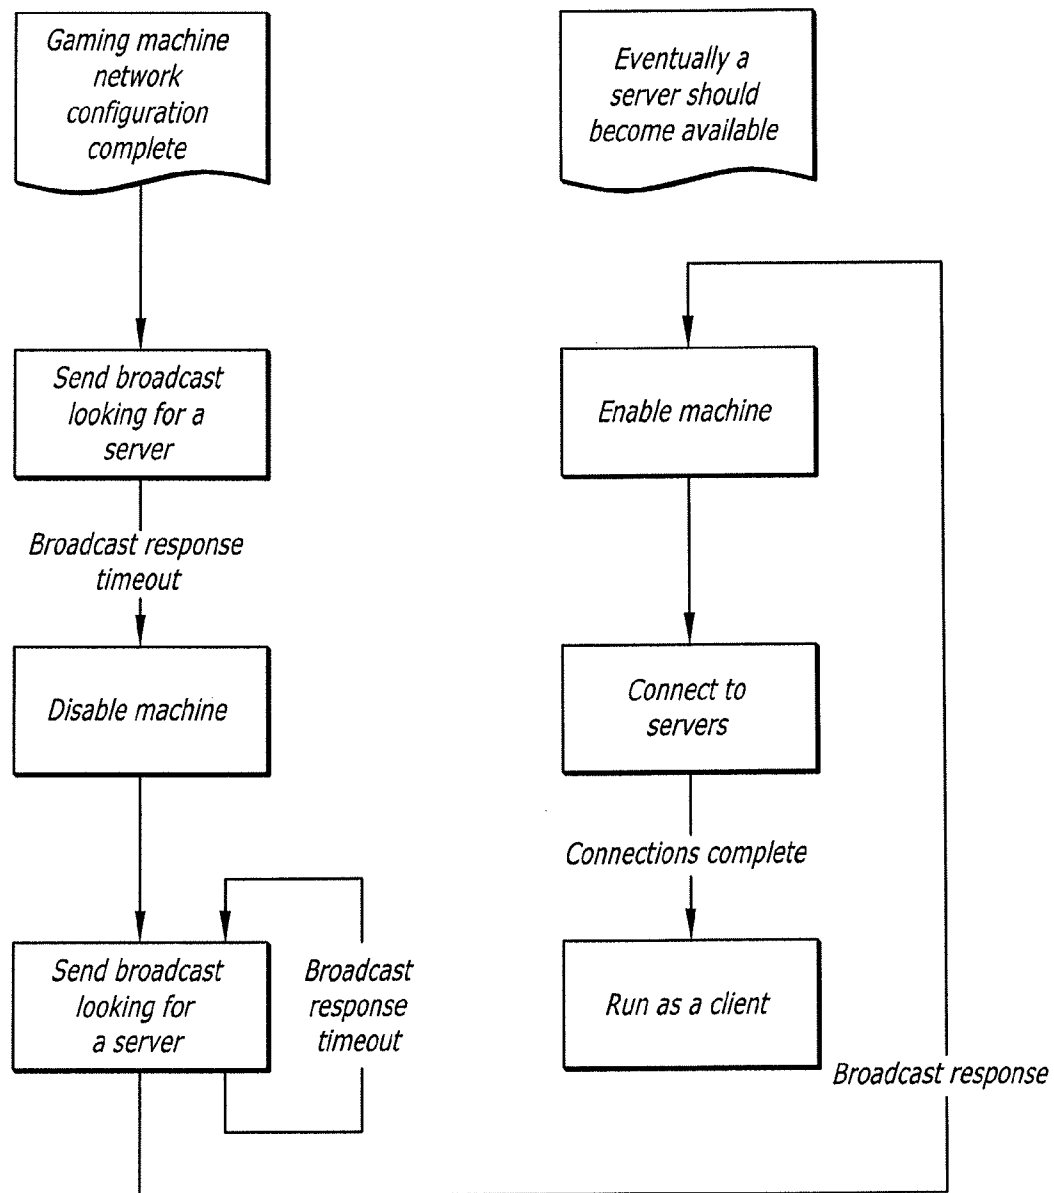 Gaming machine
network
configuration
complete
Eventually a
server should
become available
Send broadcast
looking for a
server
Enable machine
Broadcast response
timeout
Disable machine
Connect to
servers
Connections complete
Send broadcast
looking for
a server
Broadcast
response
timeout
Run as a client
Broadcast response